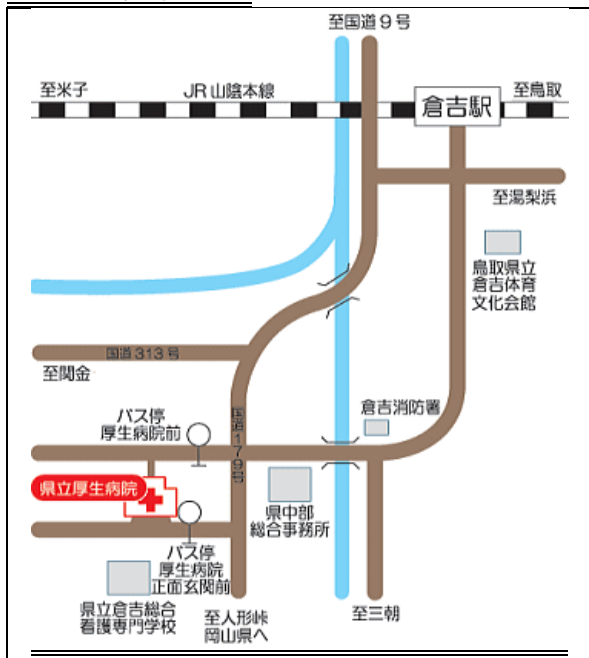 至国道9号
至米子
JR山陰本線
倉吉駅
至鳥取
至湯梨浜
鳥取県立
倉吉体育
文化会館
国道313号
至関金
倉吉消防署
バス停
厚生病院前
国道179号
県立厚生病院
県中部
総合事務所
バス停
厚生病院
正面玄関前
県立倉吉総合
看護専門学校
至人形峠
岡山県へ
至三朝